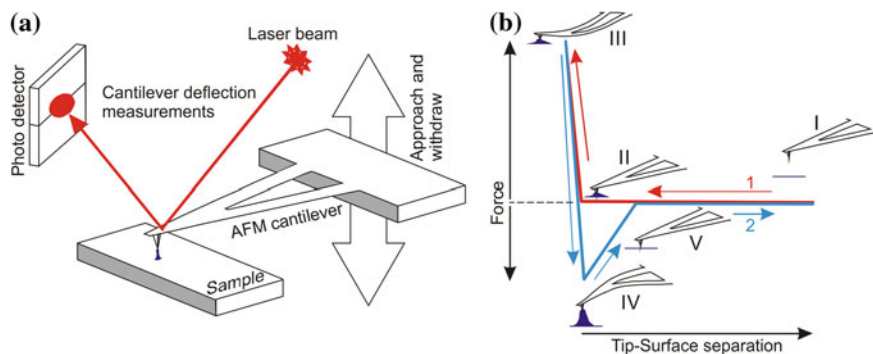 (a)
Laser beam
Photo detector
Cantilever deflection
measurements
Approach and
withdraw
AFM cantilever
Sample
(b)
III
I
II
1
Force
2
V
IV
Tip-Surface separation